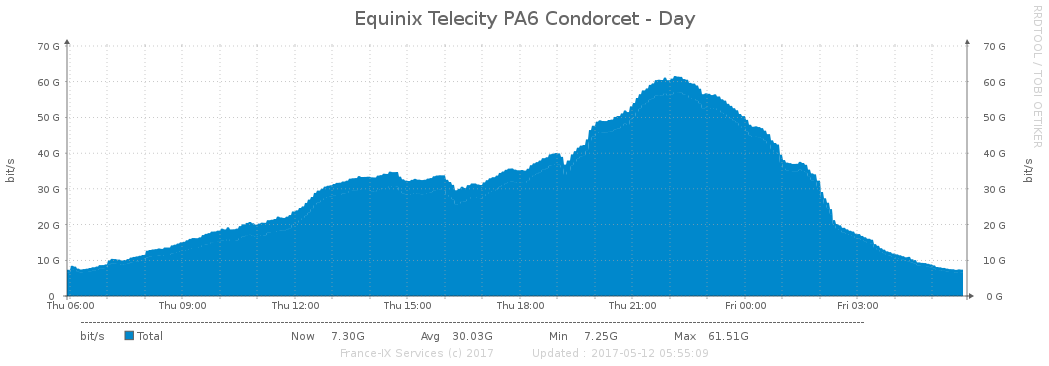 Equinix Telecity PA6 Condorcet - Day
RRDTOOL / TOBI OETIKER
bit/s
70 G 70 G
60 G 60 G
50 G 50 G
40 G 40 G
30 G 30 G
20 G 20 G
10 G 10 G
0 0 G
bit/s
Thu 06:00 Thu 09:00 Thu 12:00 Thu 15:00 Thu 18:00 Thu 21:00 Fri 00:00 Fri 03:00
bit/s Total Now 7.30G Avg 30.03G Min 7.25G Max 61.51G
France-IX Services (c) 2017 Updated : 2017-05-12 05:55:09